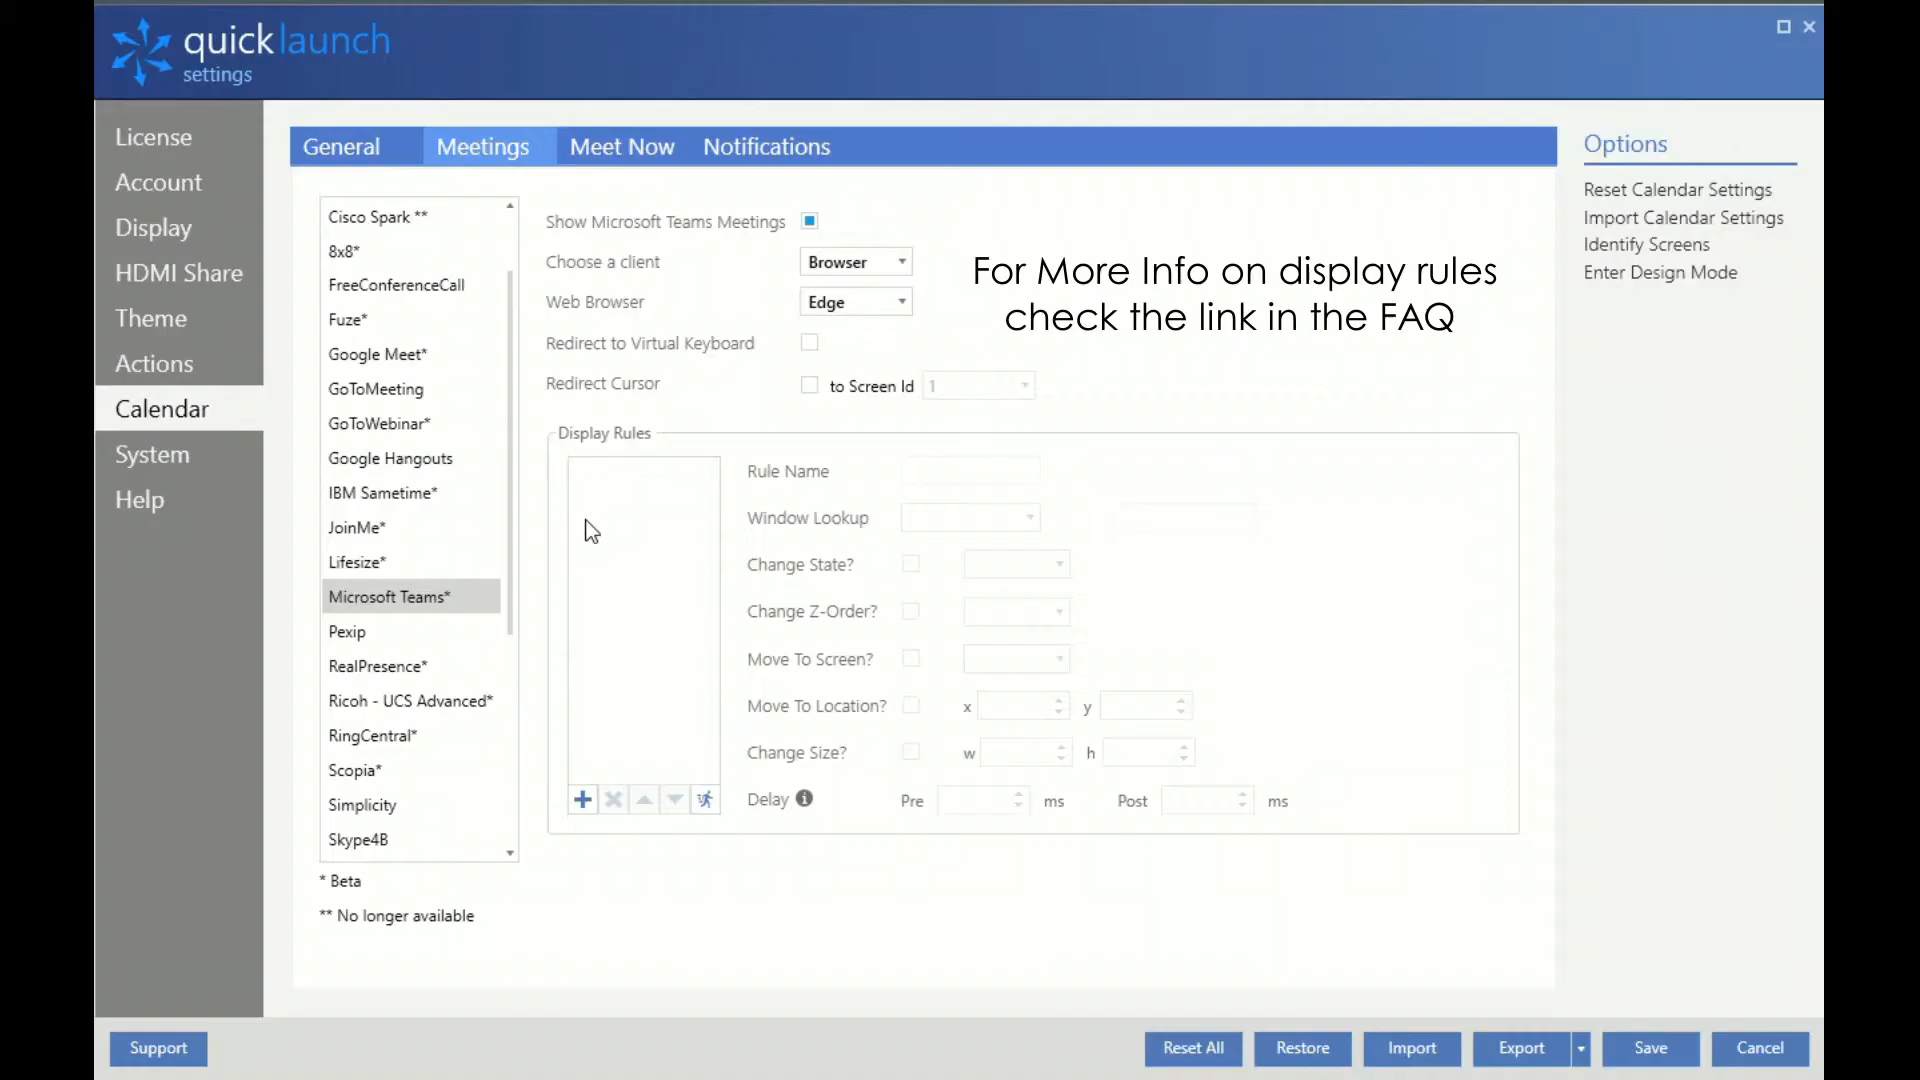 quicklaunch
settings
License
Account
Display
HDMI Share
Theme
Actions
Calendar
System
Help
General
Meetings
Meet Now
Notifications
Cisco Spark **
8x8*
FreeConferenceCall
Fuze*
Google Meet*
GoToMeeting
GoToWebinar*
Google Hangouts
IBM Sametime*
JoinMe*
Lifesize*
Microsoft Teams*
Pexip
RealPresence*
Ricoh - UCS Advanced*
RingCentral*
Scopia*
Simplicity
Skype4B
* Beta
** No longer available
Show Microsoft Teams Meetings
Choose a client
Browser
Web Browser
Edge
Redirect to Virtual Keyboard
Redirect Cursor
to Screen Id
1
For More Info on display rules
check the link in the FAQ
Display Rules
Rule Name
Window Lookup
Change State?
Change Z-Order?
Move To Screen?
Move To Location?
x
y
Change Size?
w
h
Delay
Pre
ms
Post
ms
Options
Reset Calendar Settings
Import Calendar Settings
Identify Screens
Enter Design Mode
Support
Reset All
Restore
Import
Export
Save
Cancel